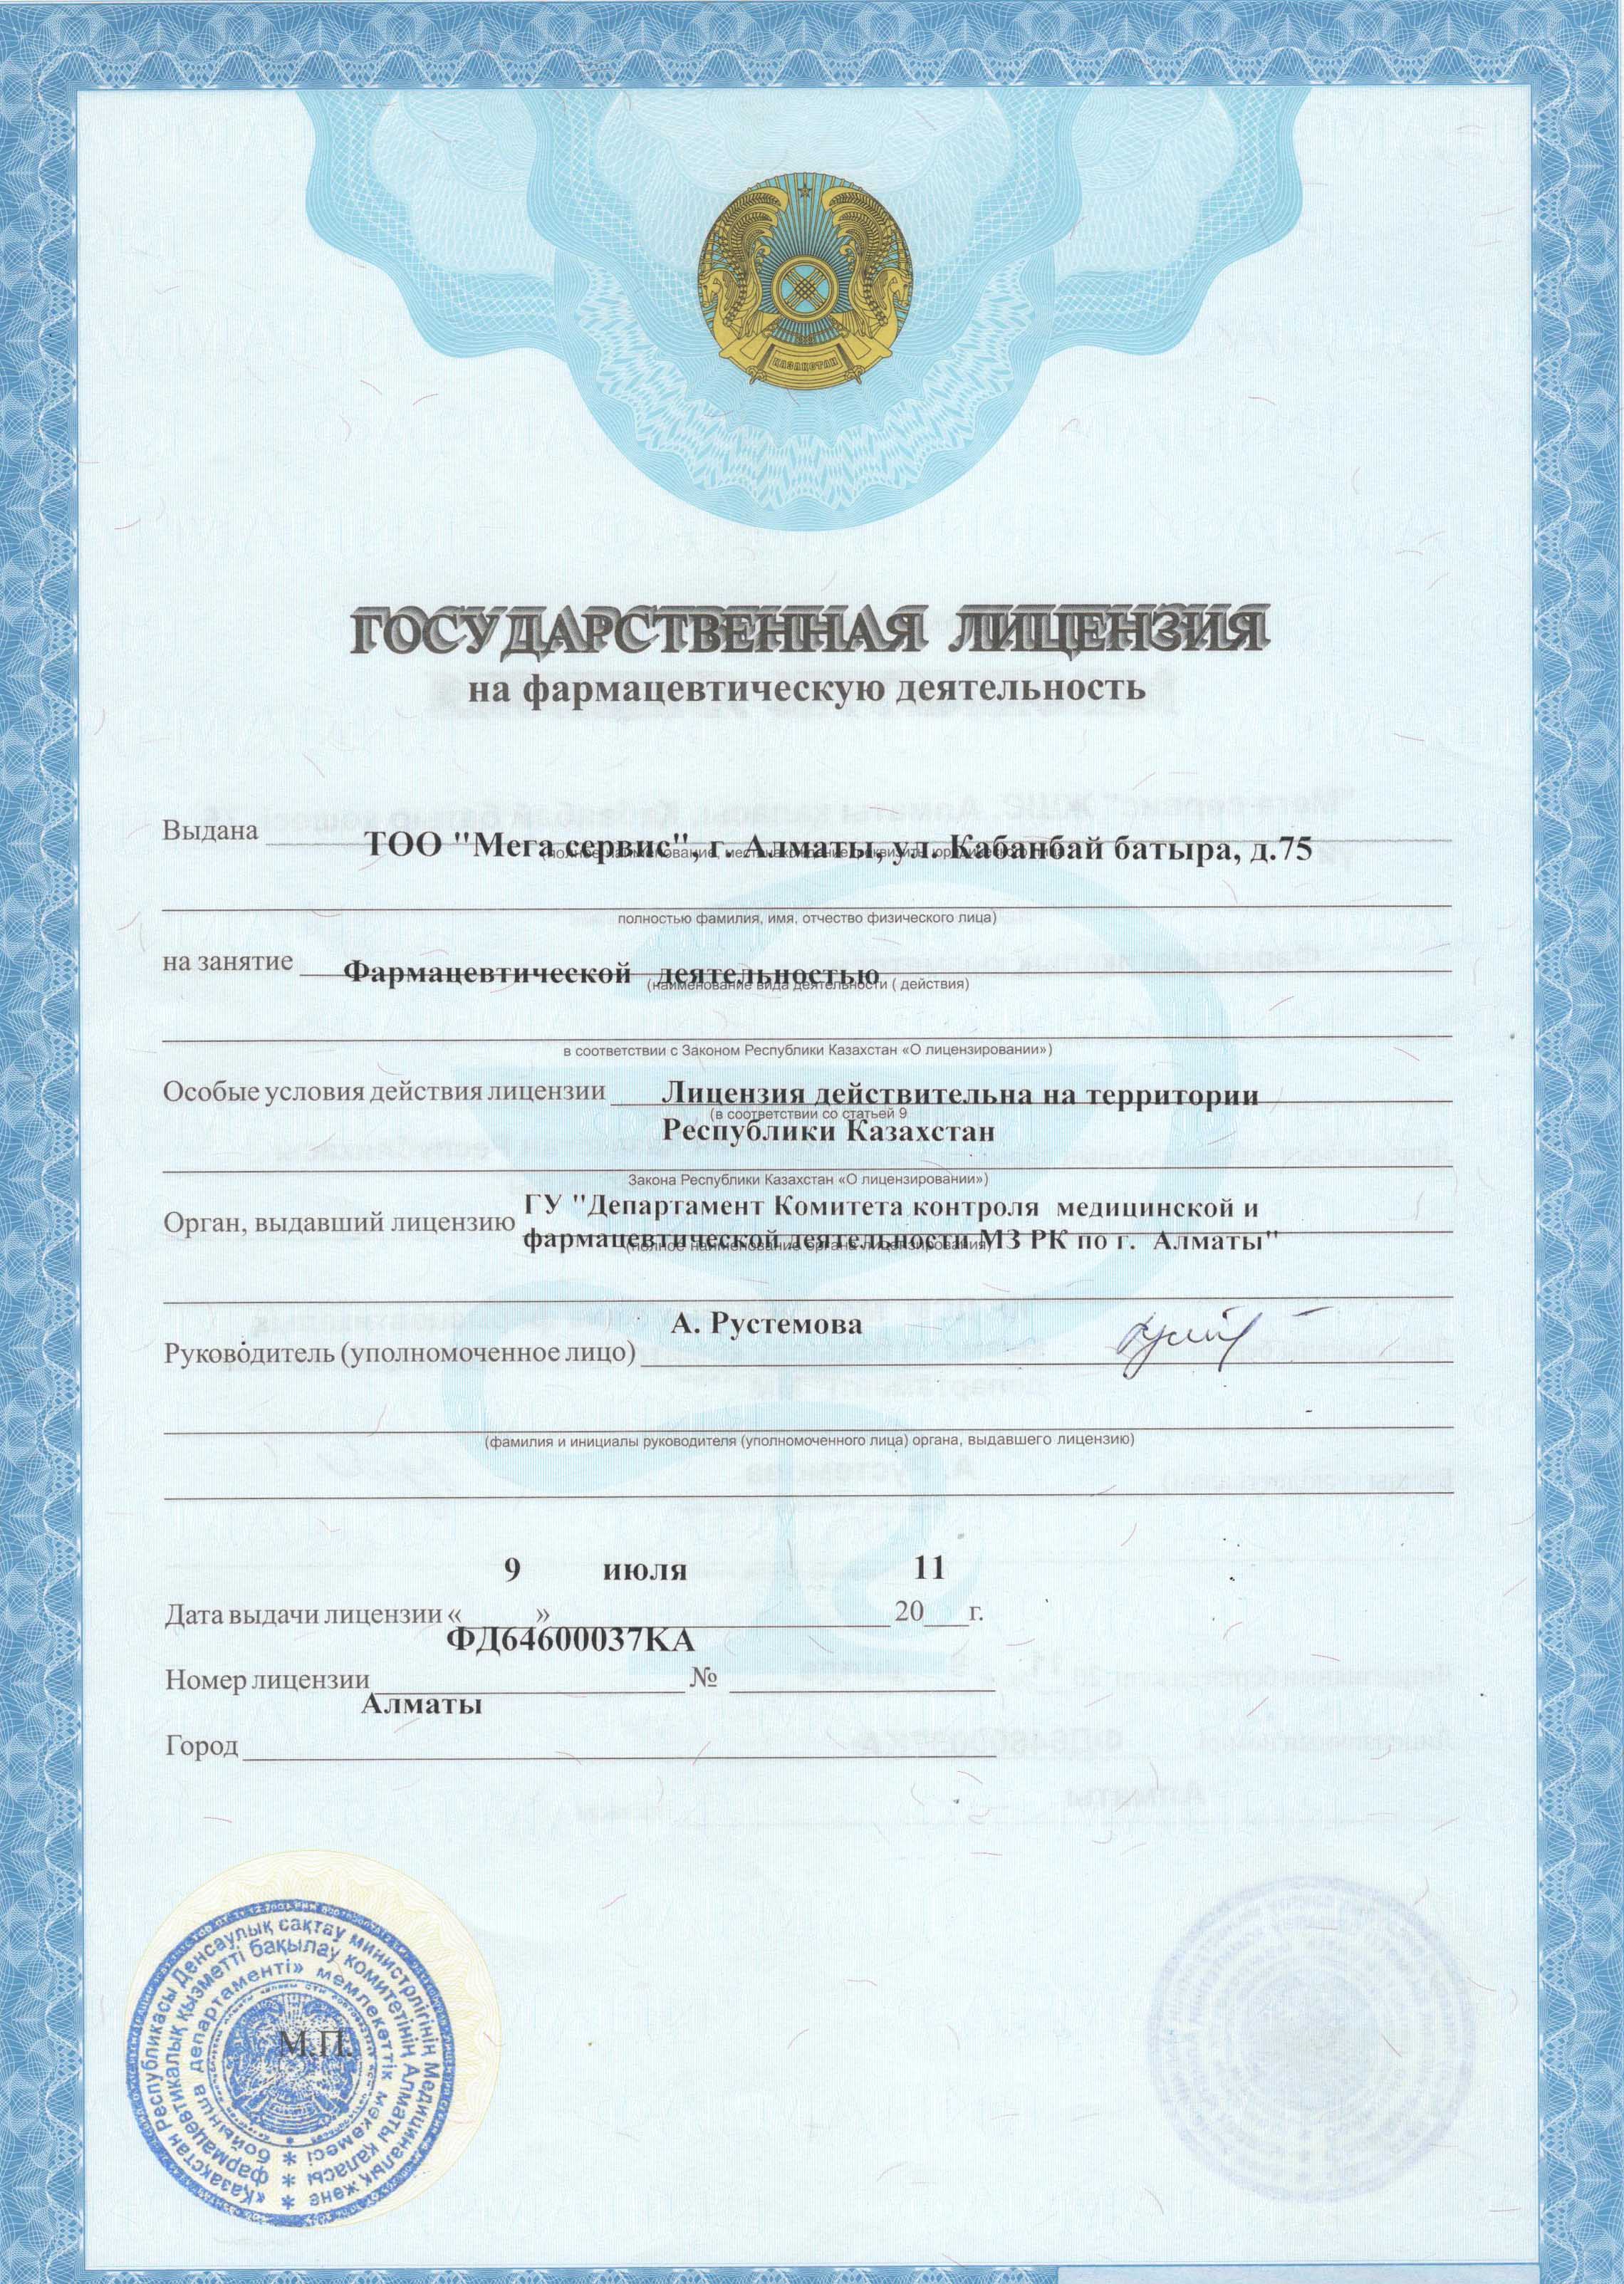 ҚАЗАҚСТАН
ГОСУДАРСТВЕННАЯ ЛИЦЕНЗИЯ
на фармацевтическую деятельность
Выдана ТОО "Мега сервис", г. Алматы, ул. Кабанбай батыра, д.75
(полное наименование, местонахождение, реквизиты юридического лица
полностью фамилия, имя, отчество физического лица)
на занятие Фармацевтической деятельностью
(наименование вида деятельности ( действия)
в соответствии с Законом Республики Казахстан «О лицензировании»)
Особые условия действия лицензии Лицензия действительна на территории
(в соответствии со статьей 9
Республики Казахстан
Закона Республики Казахстан «О лицензировании»)
ГУ "Департамент Комитета контроля медицинской и
Орган, выдавший лицензию
фармацевтической деятельности МЗ РК по г. Алматы"
(полное наименование органа лицензирования)
А. Рустемова
Руководитель (уполномоченное лицо)
(фамилия и инициалы руководителя (уполномоченного лица) органа, выдавшего лицензию)
9 июля 11
Дата выдачи лицензии « » 20 г.
ФД64600037КА
Номер лицензии №
Алматы
Город
«Қазақстан Республикасы Денсаулық сақтау министрлігінің Медициналық және
фармацевтикалық қызметті бақылау комитетінің Алматы қаласы
бойынша департаменті» мемлекеттік мекемесі
М.П.